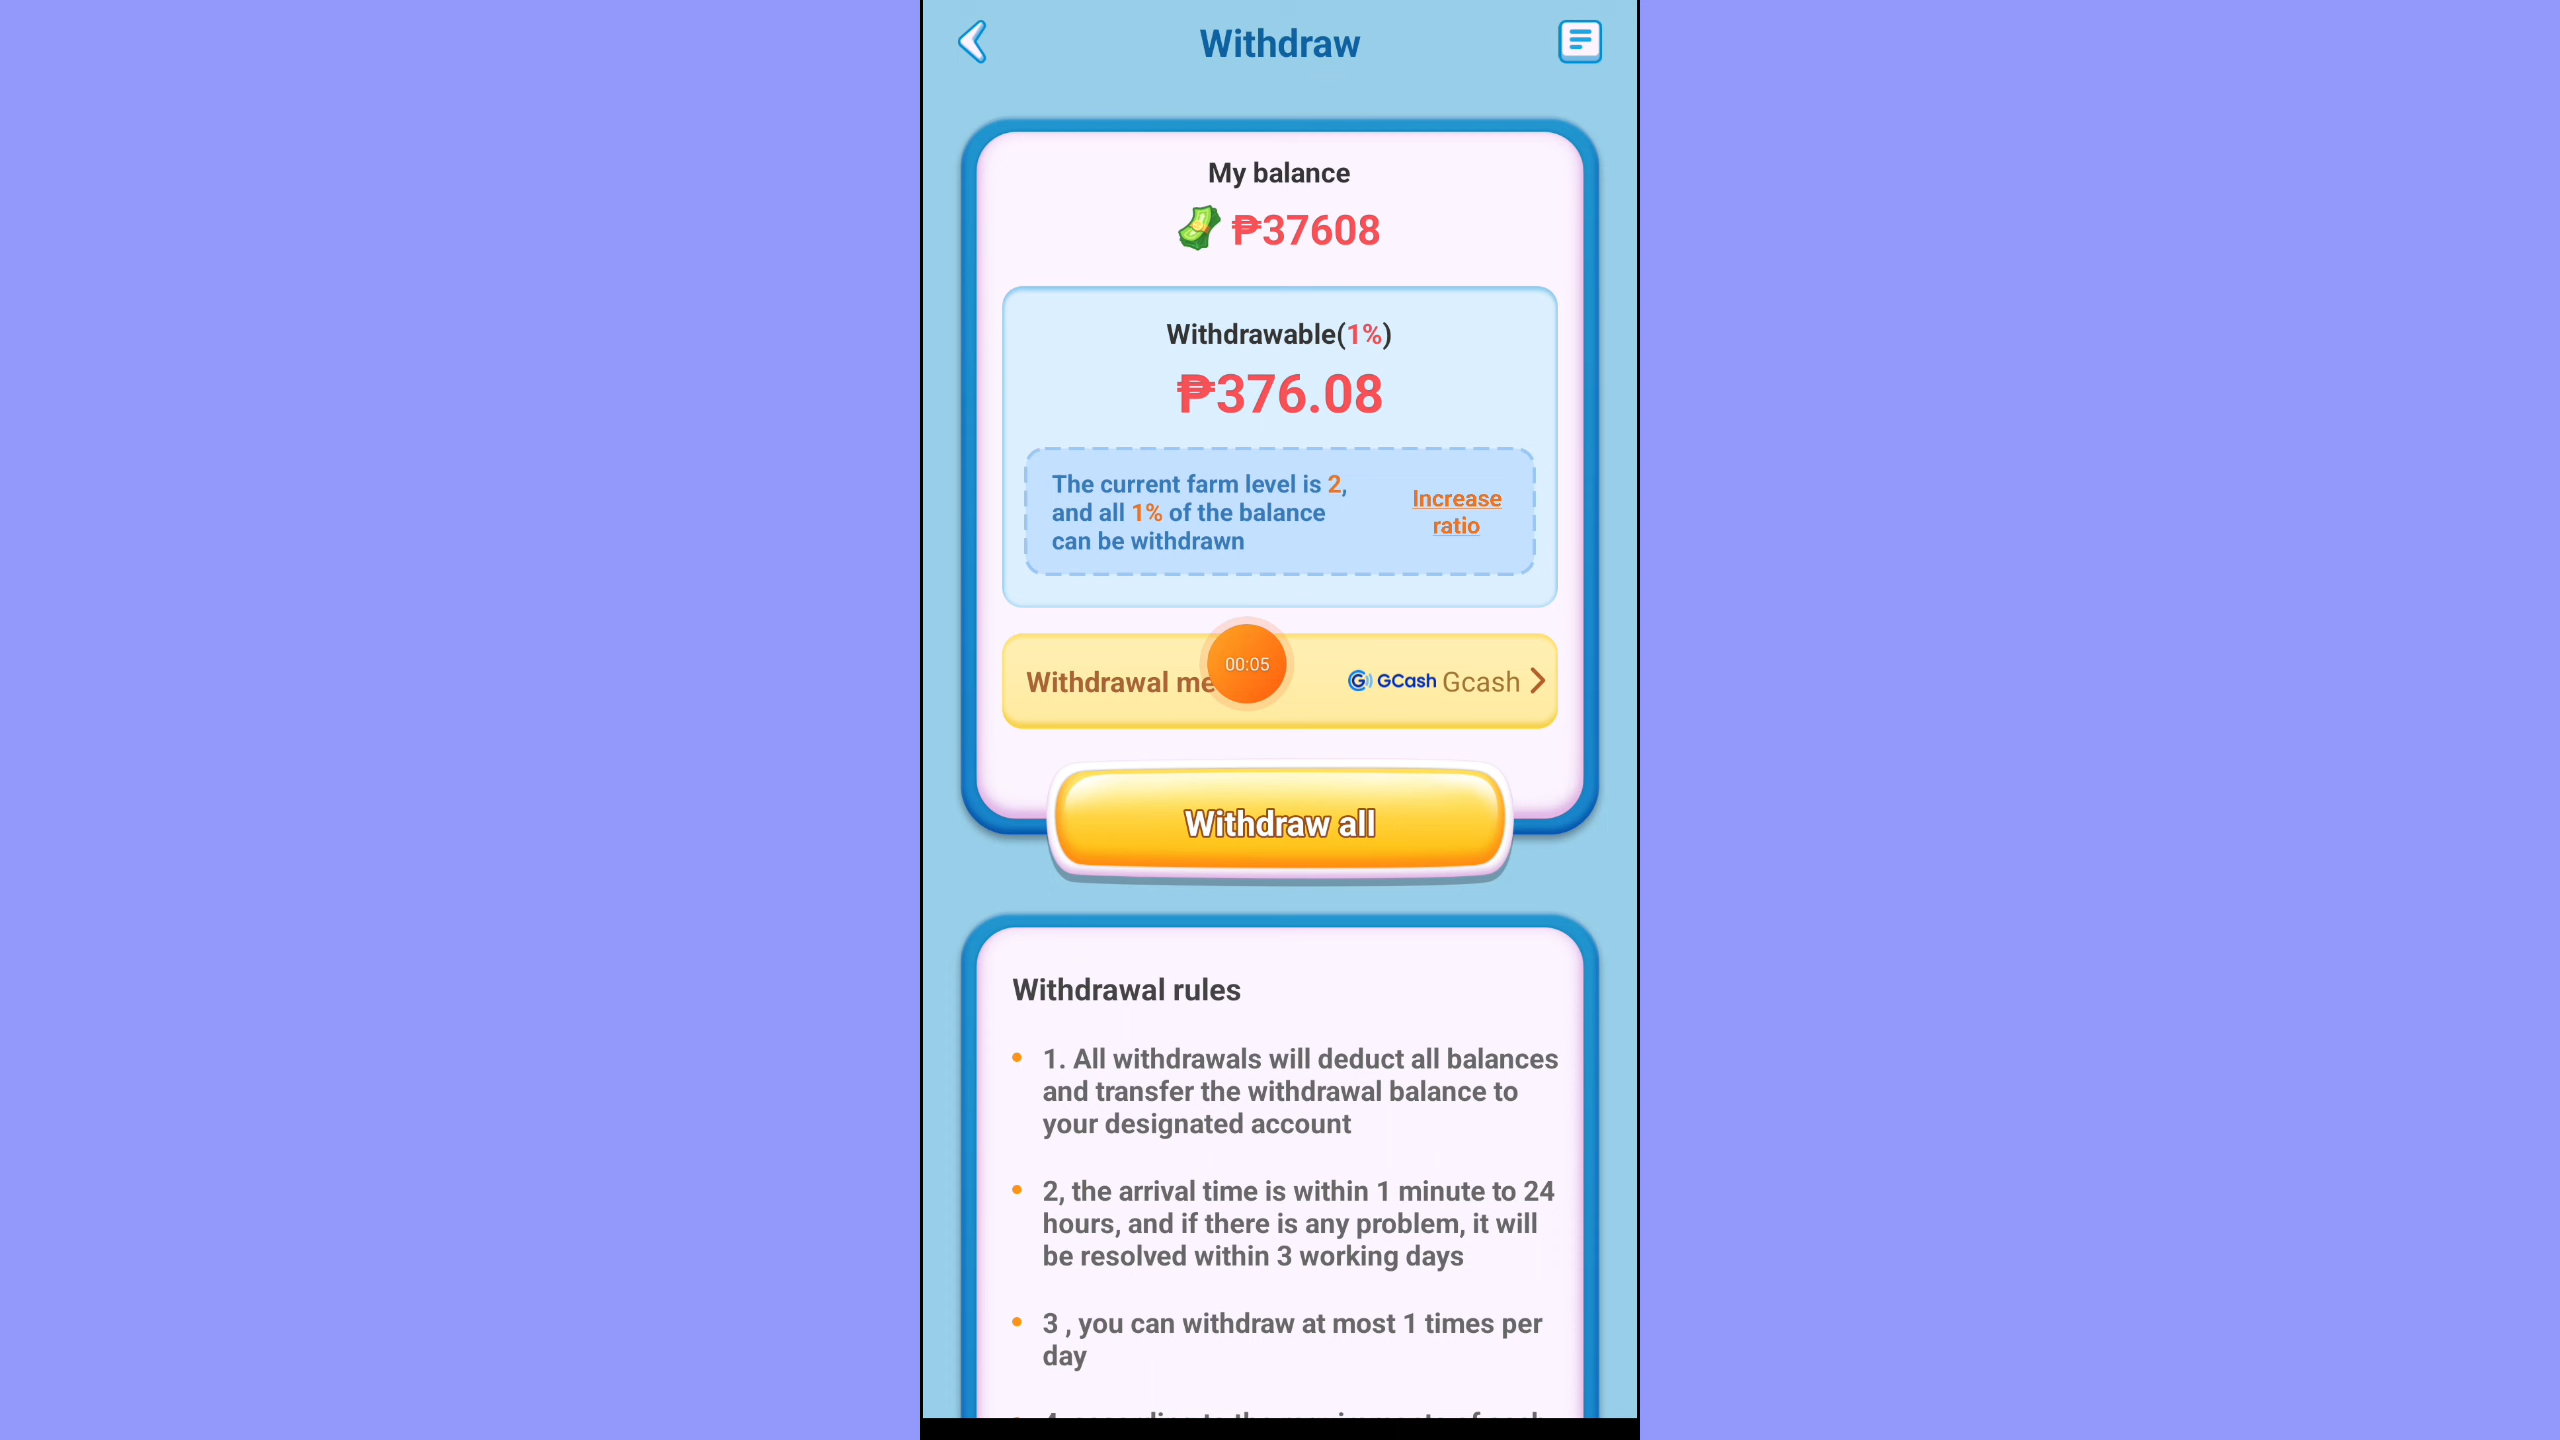 Withdraw
My balance
₱37608
Withdrawable(1%)
₱376.08
The current farm level is 2,
and all 1% of the balance
can be withdrawn
Increase
ratio
Withdrawal
00:05
GCash Gcash
Withdraw all
Withdrawal rules
1. All withdrawals will deduct all balances
and transfer the withdrawal balance to
your designated account
2, the arrival time is within 1 minute to 24
hours, and if there is any problem, it will
be resolved within 3 working days
3 , you can withdraw at most 1 times per
day